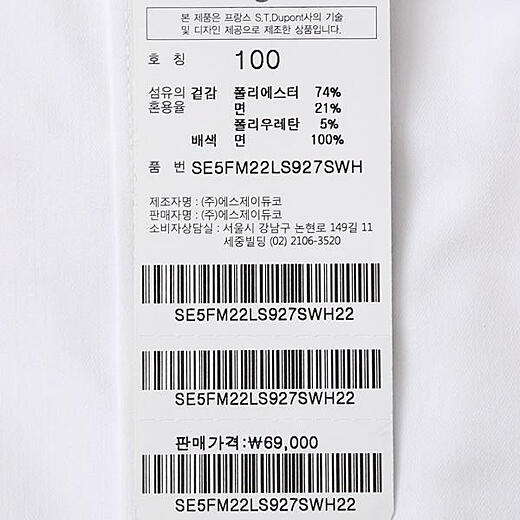 본 제품은 프랑스 S.T.Dupont사의 기술
및 디자인 제공으로 제조한 상품입니다.
호 칭 100
섬유의 겉감 폴리에스터 74%
혼용율 면 21%
폴리우레탄 5%
배색 면 100%
품 번 SE5FM22LS927SWH
제조자명 : (주)에스제이듀코
판매자명 : (주)에스제이듀코
소비자상담실 : 서울시 강남구 논현로 149길 11
세중빌딩 (02) 2106-3520
SE5FM22LS927SWH22
SE5FM22LS927SWH22
판매가격:₩69,000
SE5FM22LS927SWH22